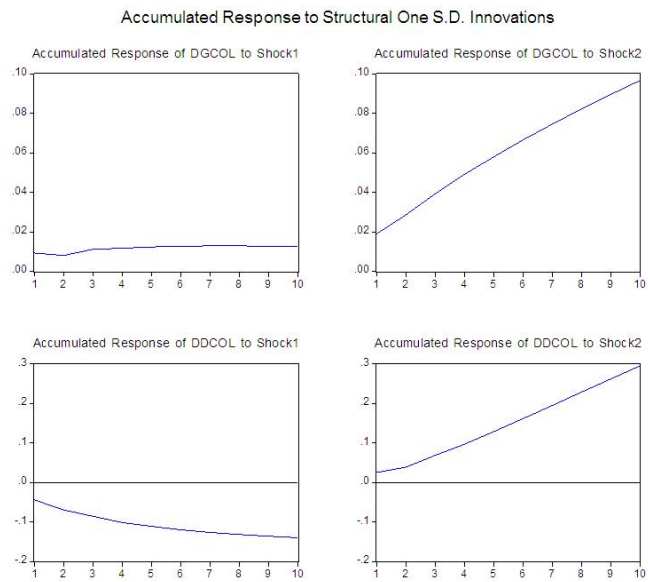 Accumulated Response to Structural One S.D. Innovations
Accumulated Response of DGCOL to Shock1
.10
.08
.06
.04
.02
.00
1 2 3 4 5 6 7 8 9 10
Accumulated Response of DGCOL to Shock2
.10
.08
.06
.04
.02
.00
1 2 3 4 5 6 7 8 9 10
Accumulated Response of DDCOL to Shock1
.3
.2
.1
.0
-.1
-.2
1 2 3 4 5 6 7 8 9 10
Accumulated Response of DDCOL to Shock2
.3
.2
.1
.0
-.1
-.2
1 2 3 4 5 6 7 8 9 10